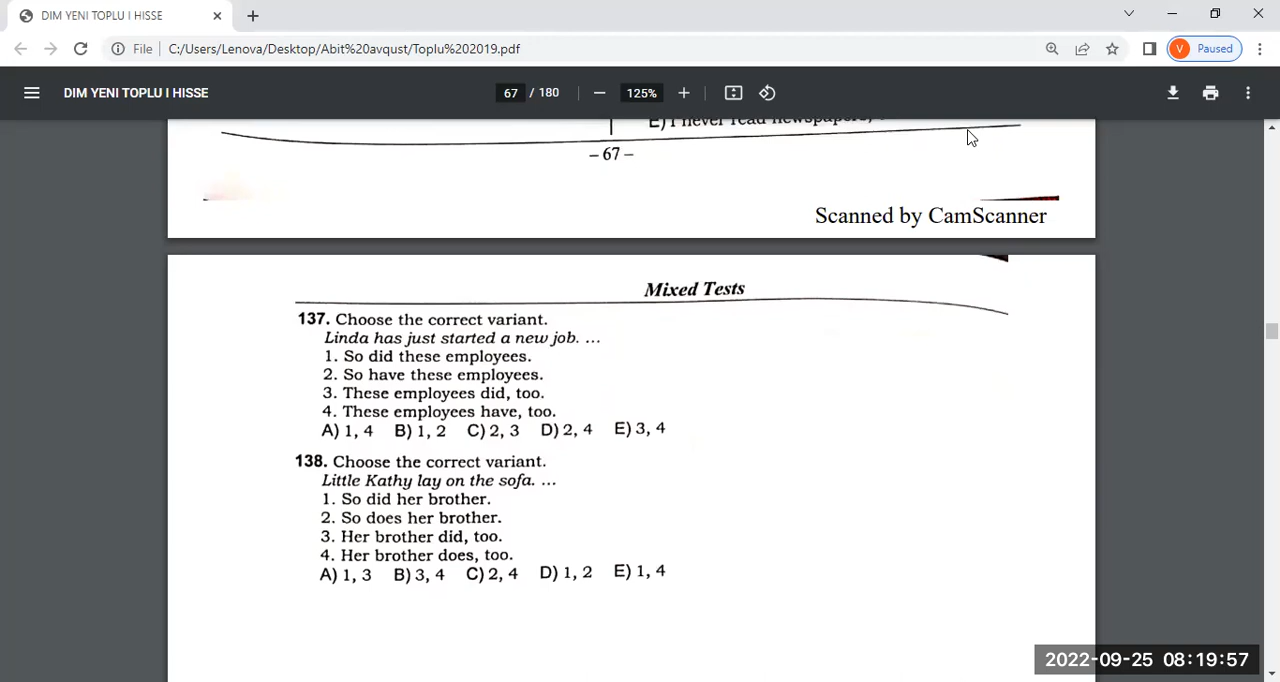 DIM YENI TOPLU I HISSE
File C:/Users/Lenova/Desktop/Abit%20avqust/Toplu%202019.pdf
V Paused
DIM YENI TOPLU I HISSE
67 / 180
125%
E) I never read newspapers,
– 67 –
Scanned by CamScanner
Mixed Tests
137. Choose the correct variant.
Linda has just started a new job. ...
1. So did these employees.
2. So have these employees.
3. These employees did, too.
4. These employees have, too.
A) 1, 4 B) 1, 2 C) 2, 3 D) 2, 4 E) 3, 4
138. Choose the correct variant.
Little Kathy lay on the sofa. ...
1. So did her brother.
2. So does her brother.
3. Her brother did, too.
4. Her brother does, too.
A) 1, 3 B) 3, 4 C) 2, 4 D) 1, 2 E) 1, 4
2022-09-25 08:19:57